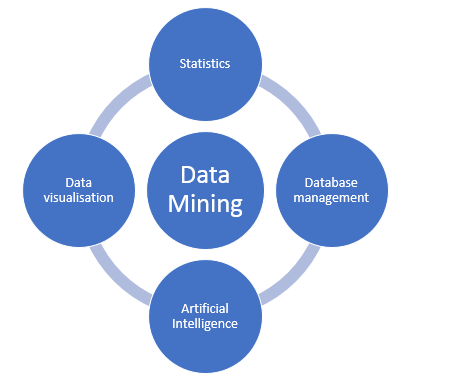 Statistics
Data
visualisation
Data
Mining
Database
management
Artificial
Intelligence